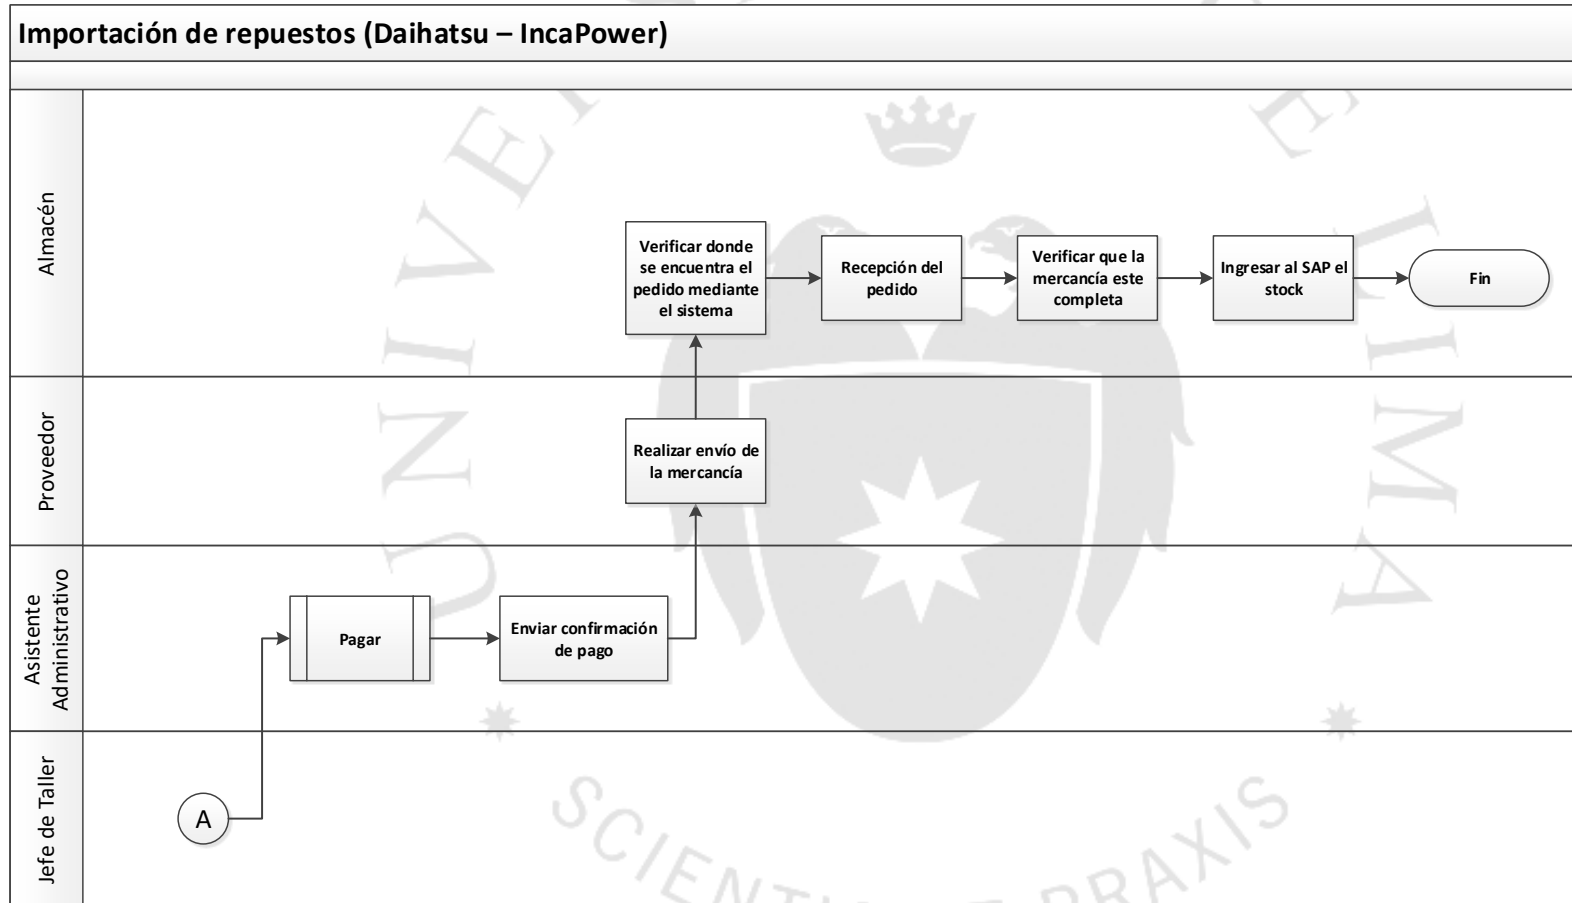 Importación de repuestos (Daihatsu – IncaPower)
Almacén
Verificar donde
se encuentra el
pedido mediante
el sistema
Recepción del
pedido
Verificar que la
mercancía este
completa
Ingresar al SAP el
stock
Fin
Proveedor
Realizar envío de
la mercancía
Asistente
Administrativo
Pagar
Enviar confirmación
de pago
Jefe de Taller
A
LIMA
PRAXIS